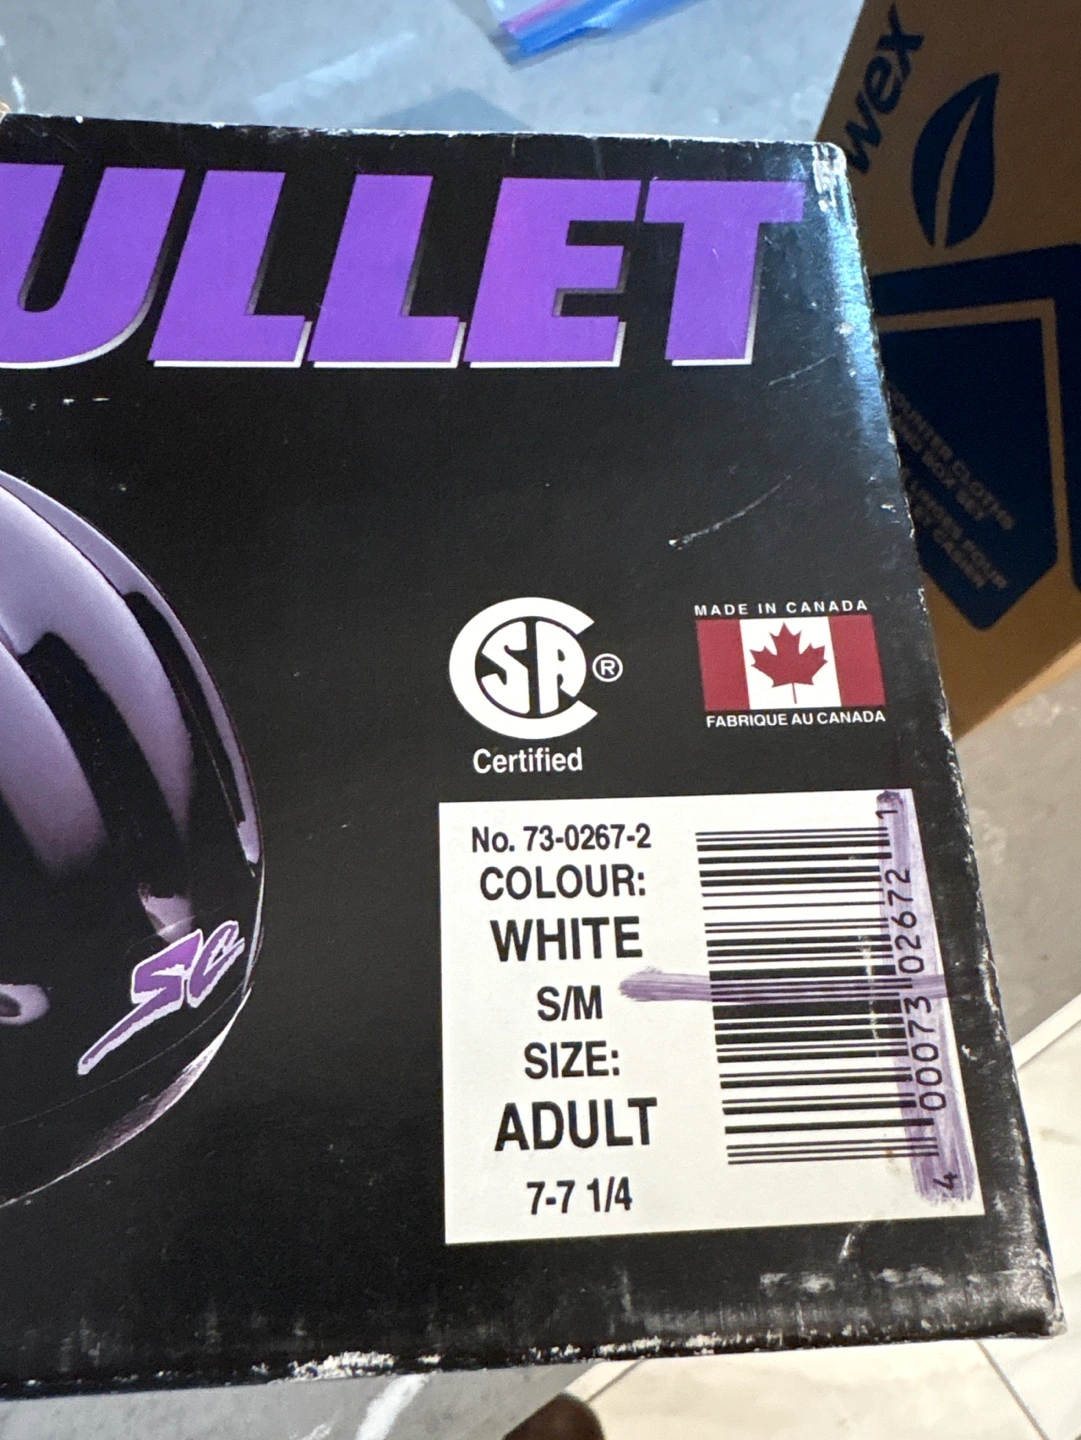 ULLET
wex
SC
CSA ®
Certified
MADE IN CANADA
FABRIQUE AU CANADA
No. 73-0267-2
COLOUR:
WHITE
S/M
SIZE:
ADULT
7-7 1/4
4 00073 02672 1